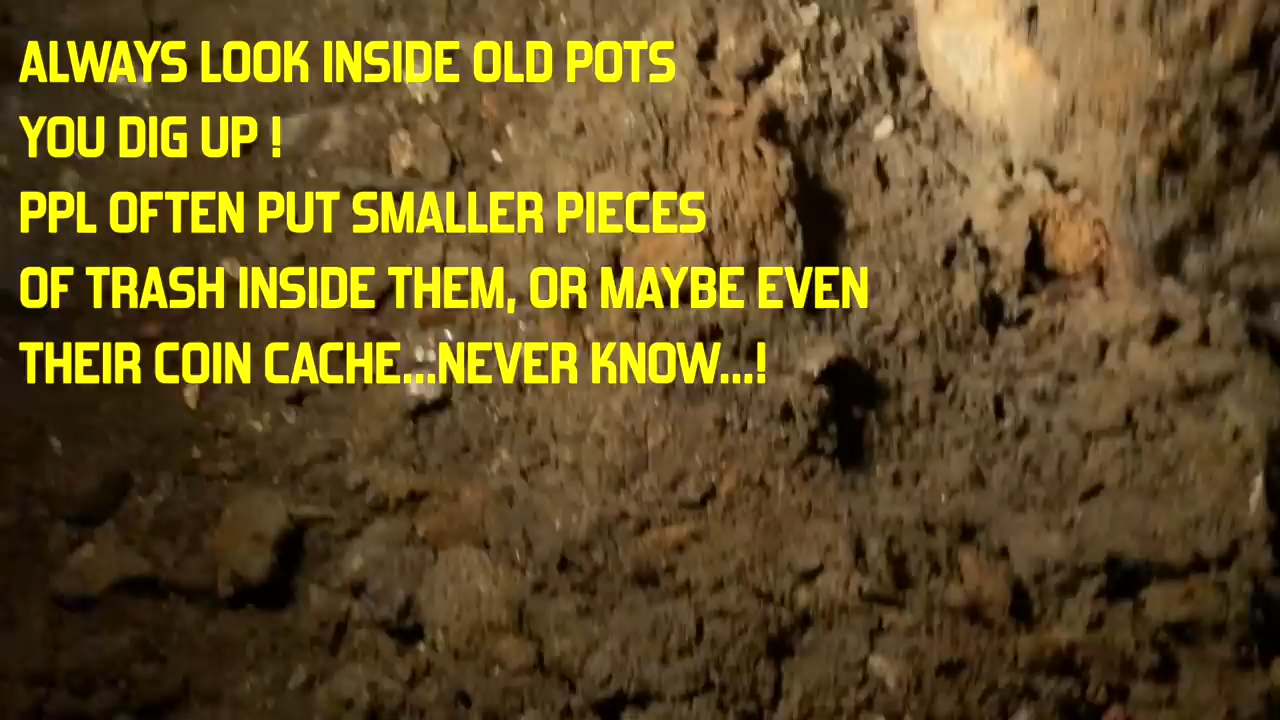 ALWAYS LOOK INSIDE OLD POTS
YOU DIG UP !
PPL OFTEN PUT SMALLER PIECES
OF TRASH INSIDE THEM, OR MAYBE EVEN
THEIR COIN CACHE...NEVER KNOW...!